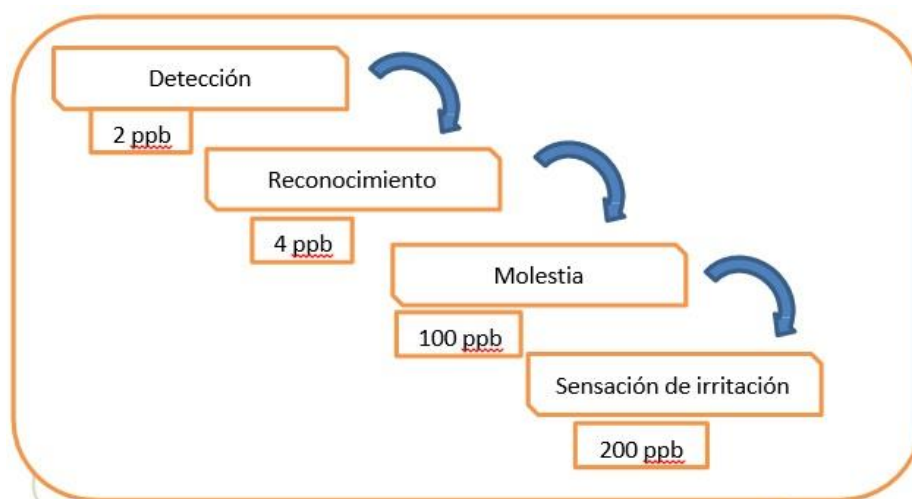 Detección
2 ppb
Reconocimiento
4 ppb
Molestia
100 ppb
Sensación de irritación
200 ppb